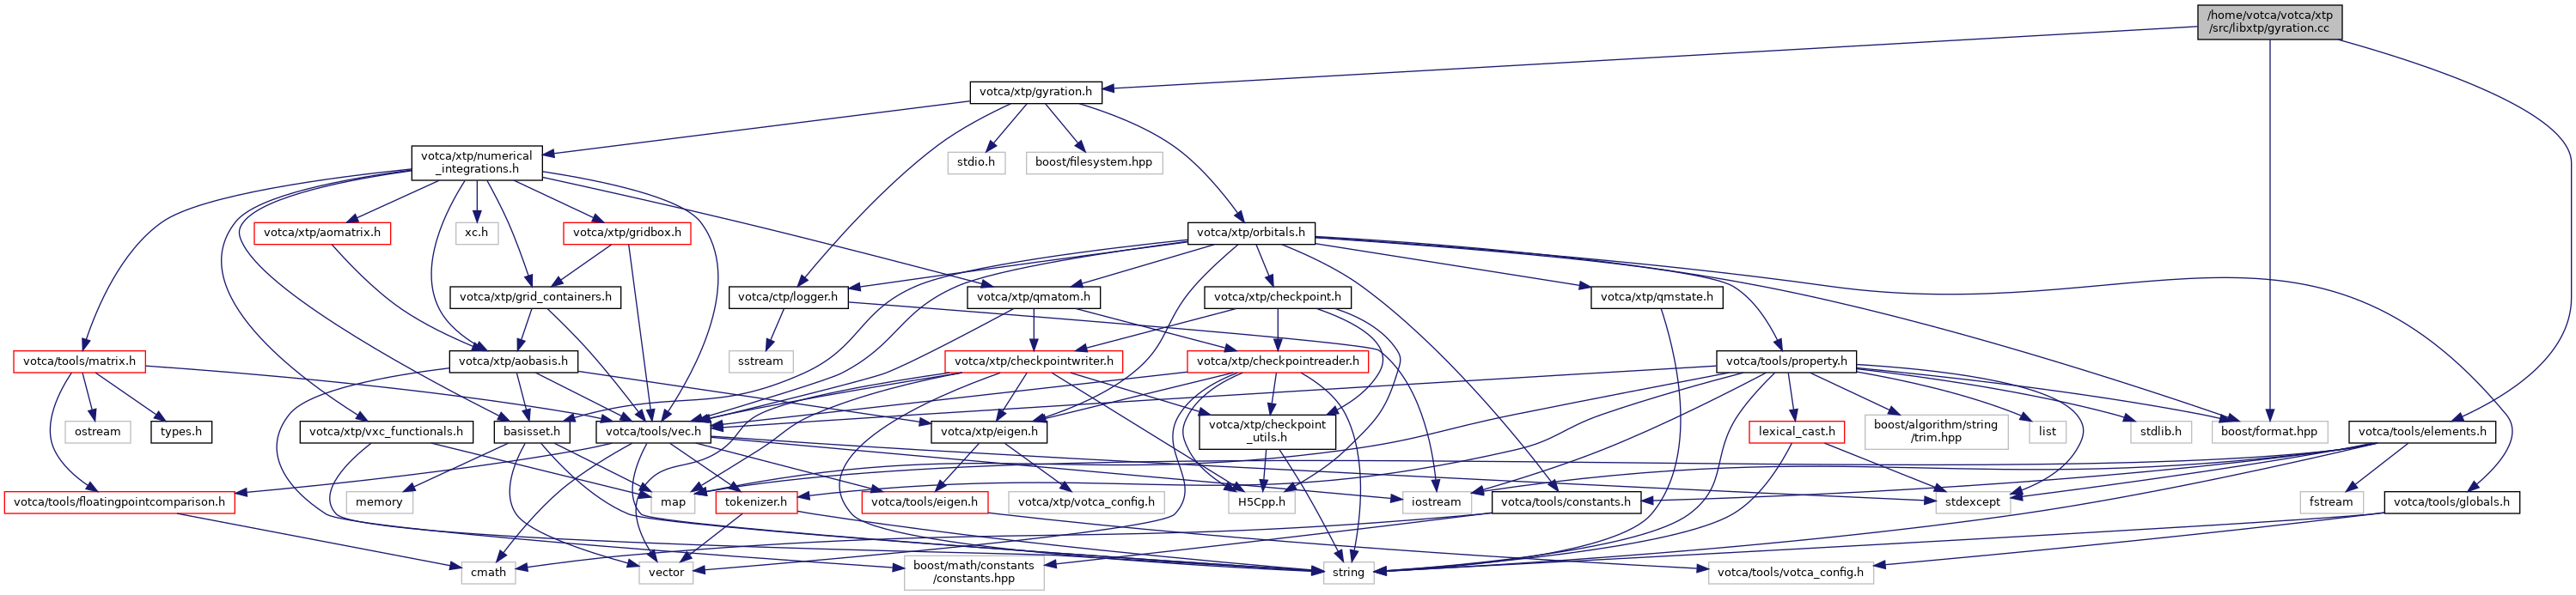 /home/votca/votca/xtp
/src/libxtp/gyration.cc
votca/xtp/gyration.h
votca/xtp/numerical
_integrations.h
stdio.h
boost/filesystem.hpp
votca/xtp/aomatrix.h
xc.h
votca/xtp/gridbox.h
votca/xtp/orbitals.h
votca/xtp/grid_containers.h
votca/ctp/logger.h
votca/xtp/qmatom.h
votca/xtp/checkpoint.h
votca/xtp/qmstate.h
votca/tools/matrix.h
votca/xtp/aobasis.h
sstream
votca/xtp/checkpointwriter.h
votca/xtp/checkpointreader.h
votca/tools/property.h
ostream
types.h
votca/xtp/vxc_functionals.h
basisset.h
votca/tools/vec.h
votca/xtp/eigen.h
votca/xtp/checkpoint
_utils.h
lexical_cast.h
boost/algorithm/string
/trim.hpp
list
stdlib.h
boost/format.hpp
votca/tools/elements.h
votca/tools/floatingpointcomparison.h
memory
map
tokenizer.h
votca/tools/eigen.h
votca/xtp/votca_config.h
H5Cpp.h
iostream
votca/tools/constants.h
stdexcept
fstream
votca/tools/globals.h
cmath
vector
boost/math/constants
/constants.hpp
string
votca/tools/votca_config.h